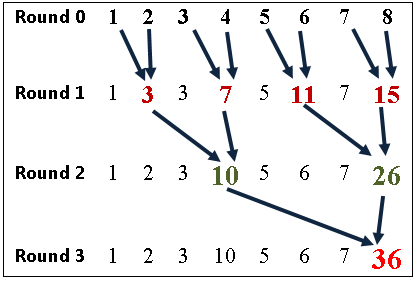 Round 0 1 2 3 4 5 6 7 8
Round 1 1 3 3 7 5 11 7 15
Round 2 1 2 3 10 5 6 7 26
Round 3 1 2 3 10 5 6 7 36